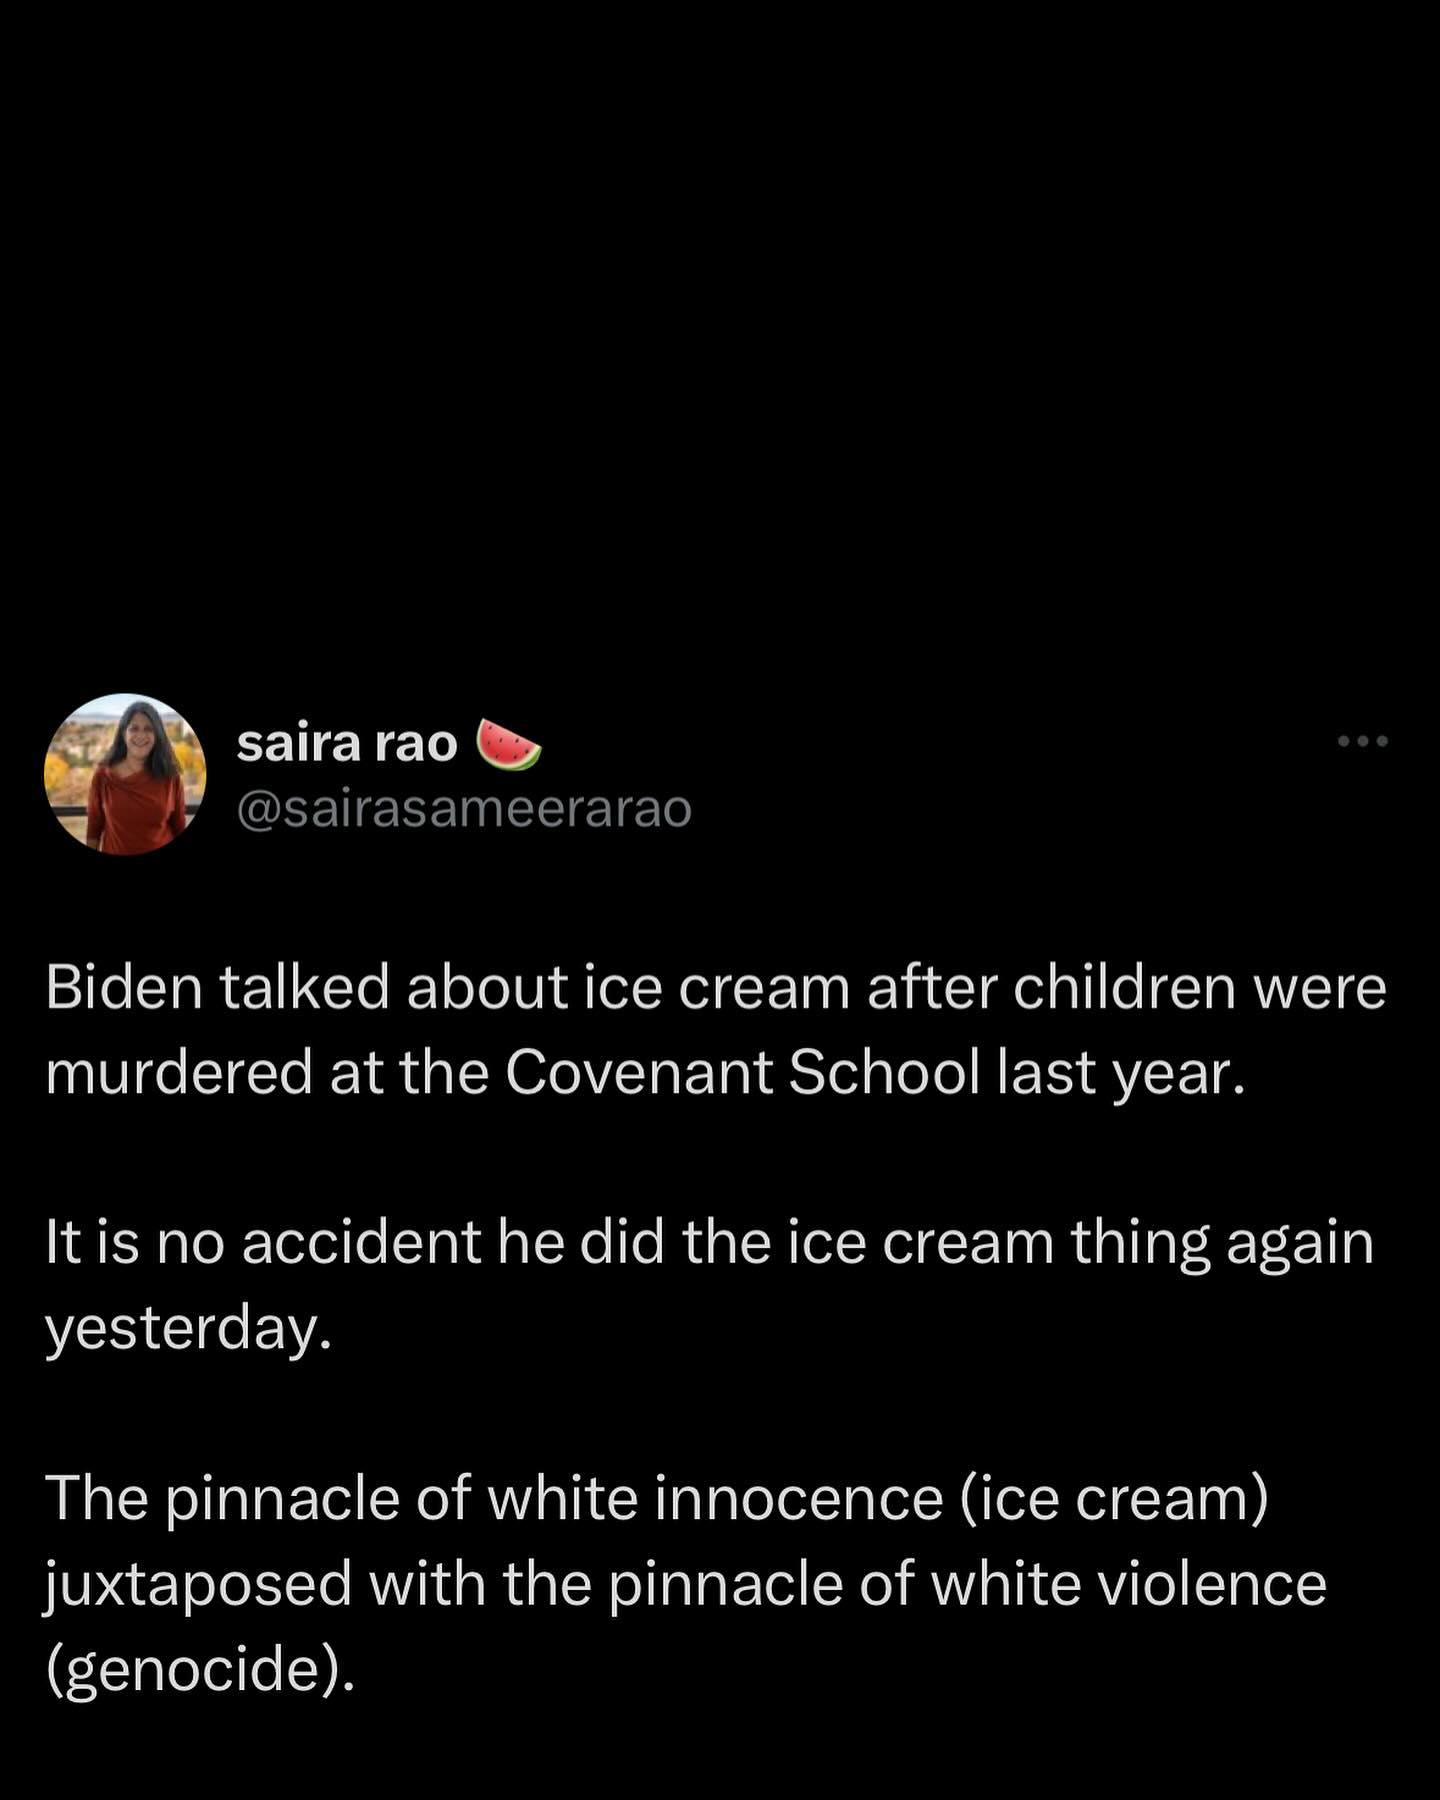 saira rao 🍉
@sairasameerarao
Biden talked about ice cream after children were
murdered at the Covenant School last year.
It is no accident he did the ice cream thing again
yesterday.
The pinnacle of white innocence (ice cream)
juxtaposed with the pinnacle of white violence
(genocide).